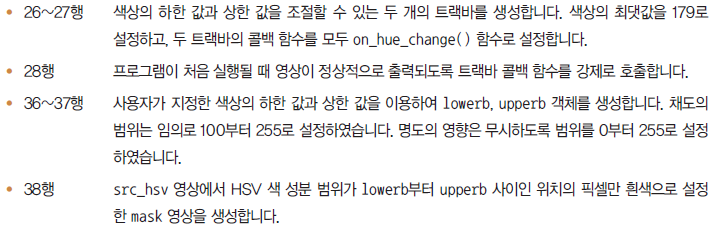 • 26~27행 색상의 하한 값과 상한 값을 조절할 수 있는 두 개의 트랙바를 생성합니다. 색상의 최댓값을 179로
설정하고, 두 트랙바의 콜백 함수를 모두 on_hue_change() 함수로 설정합니다.
• 28행 프로그램이 처음 실행될 때 영상이 정상적으로 출력되도록 트랙바 콜백 함수를 강제로 호출합니다.
• 36~37행 사용자가 지정한 색상의 하한 값과 상한 값을 이용하여 lowerb, upperb 객체를 생성합니다. 채도의
범위는 임의로 100부터 255로 설정하였습니다. 명도의 영향은 무시하도록 범위를 0부터 255로 설정
하였습니다.
• 38행 src_hsv 영상에서 HSV 색 성분 범위가 lowerb부터 upperb 사이인 위치의 픽셀만 흰색으로 설정
한 mask 영상을 생성합니다.